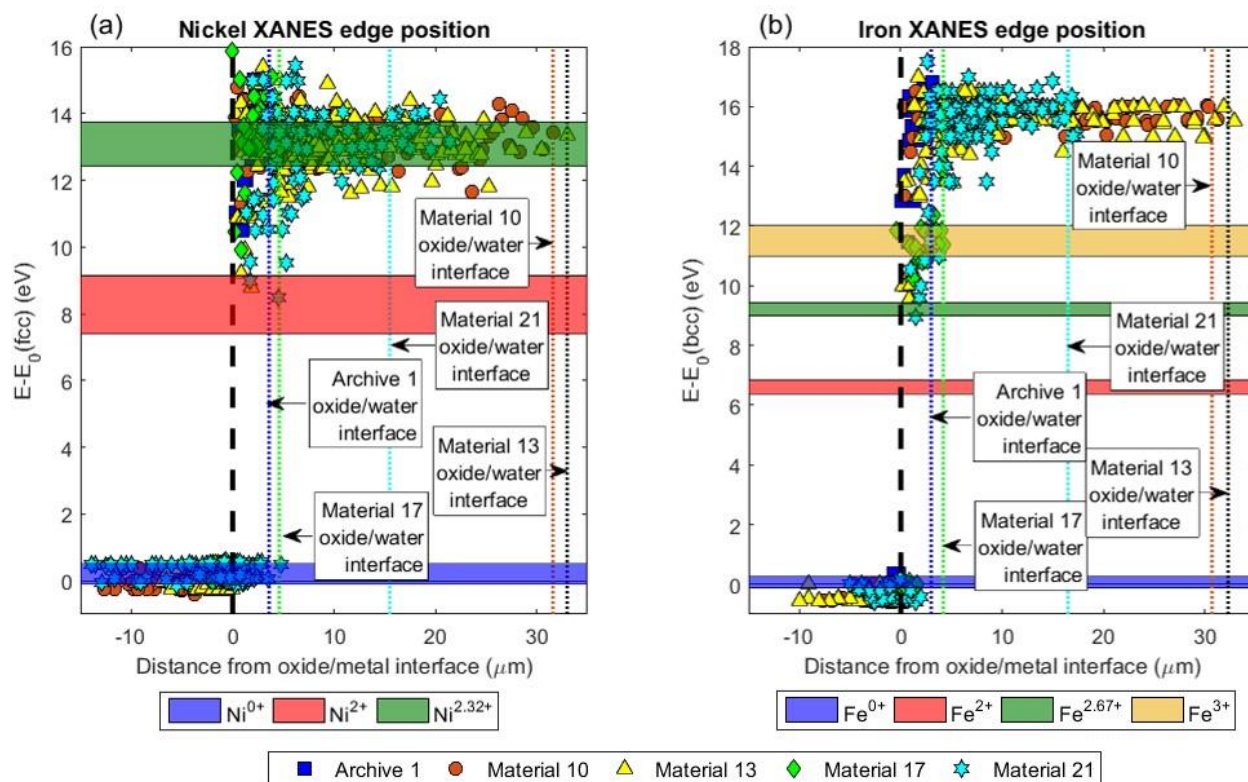 (a)
Nickel XANES edge position
E-E0(fcc) (eV)
16
14
12
10
8
6
4
2
0
-10
0
10
20
30
Distance from oxide/metal interface (μm)
Material 10
oxide/water
interface
Material 21
oxide/water
interface
Archive 1
oxide/water
interface
Material 13
oxide/water
interface
Material 17
oxide/water
interface
Ni0+
Ni2+
Ni2.32+
(b)
Iron XANES edge position
E-E0(bcc) (eV)
18
16
14
12
10
8
6
4
2
0
-10
0
10
20
30
Distance from oxide/metal interface (μm)
Material 10
oxide/water
interface
Material 21
oxide/water
interface
Archive 1
oxide/water
interface
Material 13
oxide/water
interface
Material 17
oxide/water
interface
Fe0+
Fe2+
Fe2.67+
Fe3+
Archive 1
Material 10
Material 13
Material 17
Material 21